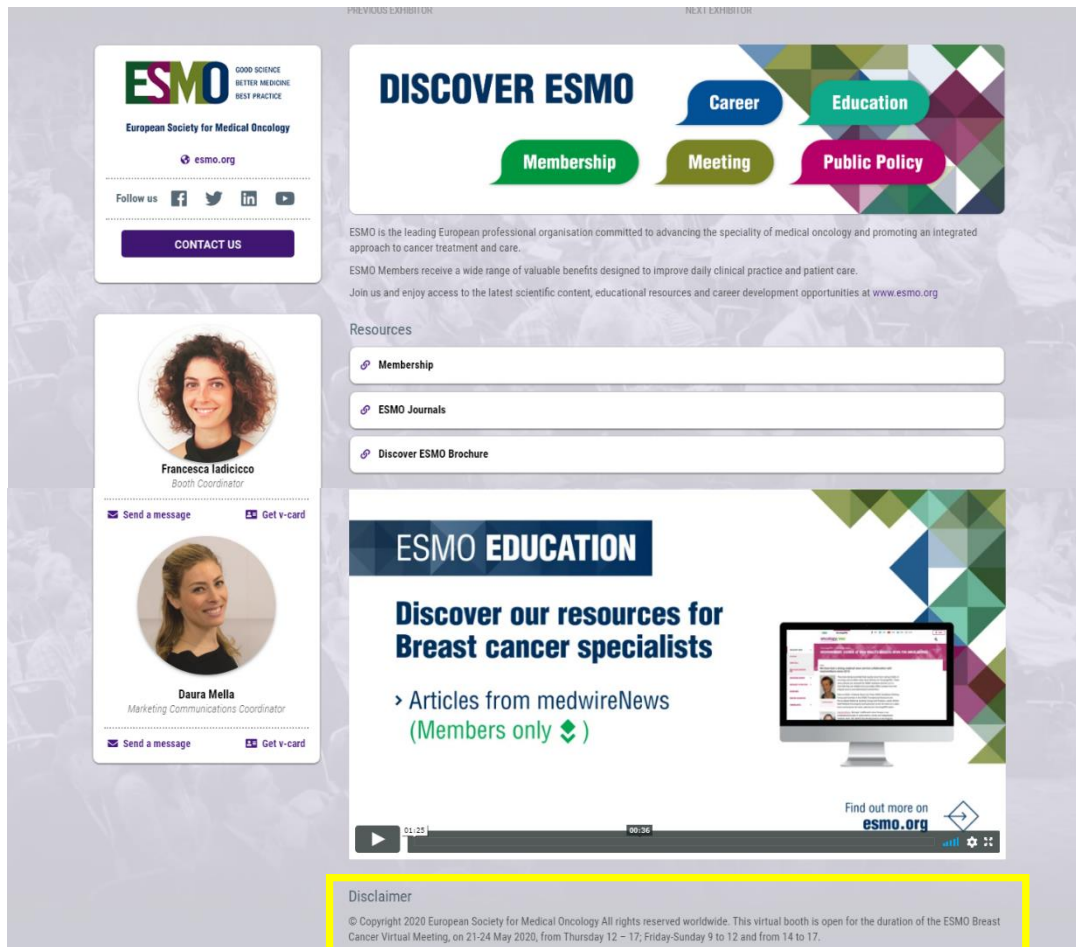 PREVIOUS EXHIBITOR
NEXT EXHIBITOR
ESMO
GOOD SCIENCE
BETTER MEDICINE
BEST PRACTICE
European Society for Medical Oncology
esmo.org
Follow us
CONTACT US
DISCOVER ESMO
Career
Education
Membership
Meeting
Public Policy
ESMO is the leading European professional organisation committed to advancing the speciality of medical oncology and promoting an integrated
approach to cancer treatment and care.
ESMO Members receive a wide range of valuable benefits designed to improve daily clinical practice and patient care.
Join us and enjoy access to the latest scientific content, educational resources and career development opportunities at www.esmo.org
Resources
Membership
ESMO Journals
Discover ESMO Brochure
Francesca Iadicicco
Booth Coordinator
Send a message
Get v-card
Daura Mella
Marketing Communications Coordinator
Send a message
Get v-card
ESMO EDUCATION
Discover our resources for
Breast cancer specialists
› Articles from medwireNews
(Members only )
Find out more on
esmo.org
01:25
00:36
Disclaimer
© Copyright 2020 European Society for Medical Oncology All rights reserved worldwide. This virtual booth is open for the duration of the ESMO Breast
Cancer Virtual Meeting, on 21-24 May 2020, from Thursday 12 – 17; Friday-Sunday 9 to 12 and from 14 to 17.